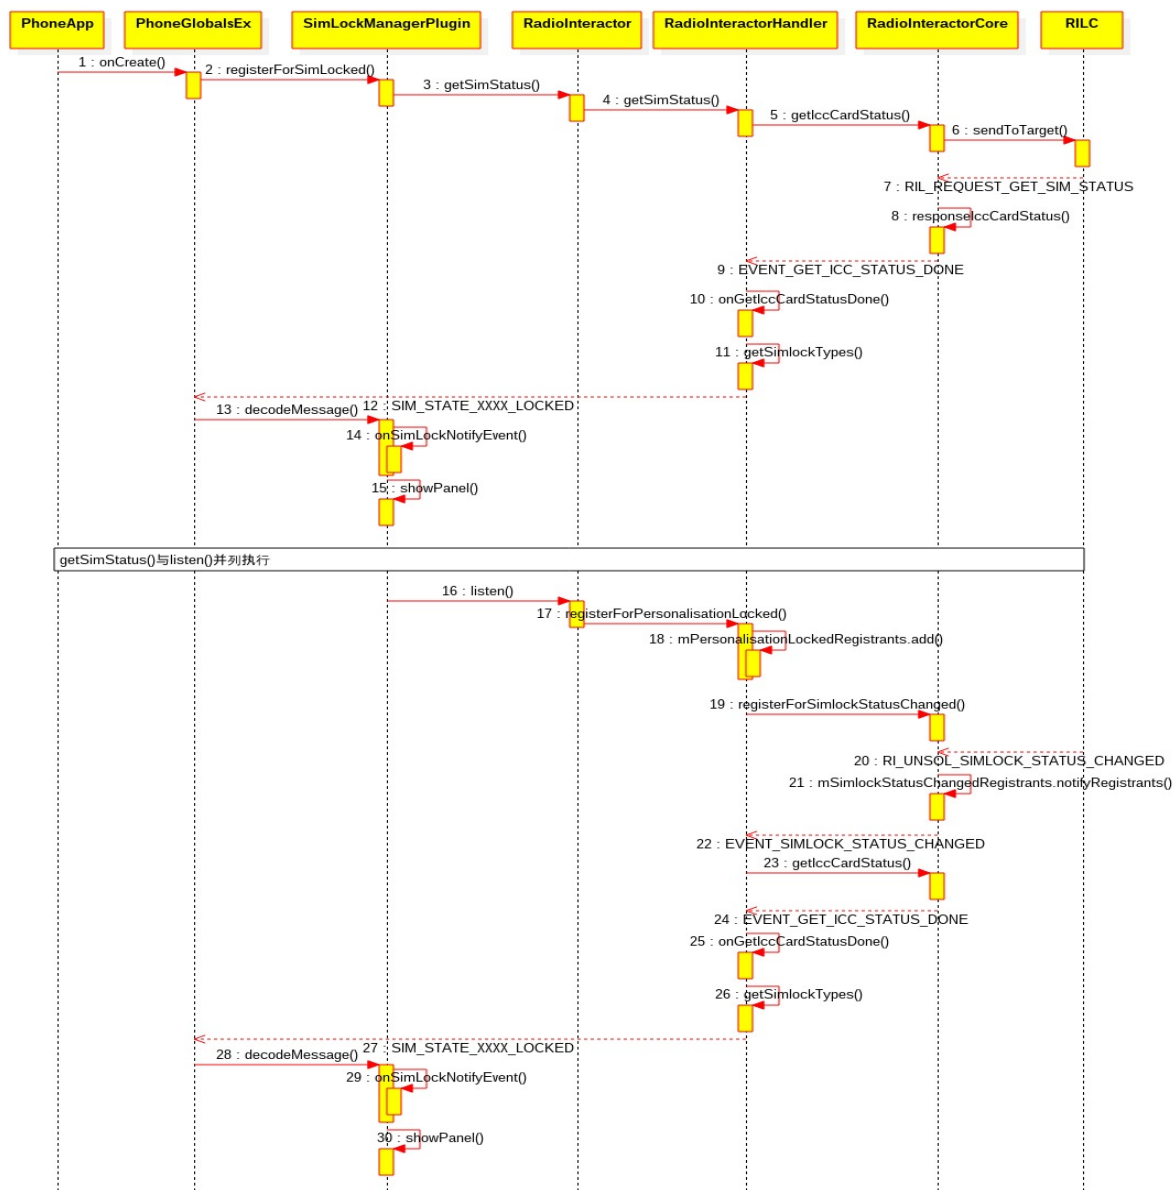 PhoneApp
PhoneGlobalsEx
SimLockManagerPlugin
RadioInteractor
RadioInteractorHandler
RadioInteractorCore
RILC
1 : onCreate()
2 : registerForSimLocked()
3 : getSimStatus()
4 : getSimStatus()
5 : getIccCardStatus()
6 : sendToTarget()
7 : RIL_REQUEST_GET_SIM_STATUS
8 : responseIccCardStatus()
9 : EVENT_GET_ICC_STATUS_DONE
10 : onGetIccCardStatusDone()
11 : getSimlockTypes()
12 : SIM_STATE_XXXX_LOCKED
13 : decodeMessage()
14 : onSimLockNotifyEvent()
15 : showPanel()
getSimStatus()与listen()并列执行
16 : listen()
17 : registerForPersonalisationLocked()
18 : mPersonalisationLockedRegistrants.add()
19 : registerForSimlockStatusChanged()
20 : RI_UNSOL_SIMLOCK_STATUS_CHANGED
21 : mSimlockStatusChangedRegistrants.notifyRegistrants()
22 : EVENT_SIMLOCK_STATUS_CHANGED
23 : getIccCardStatus()
24 : EVENT_GET_ICC_STATUS_DONE
25 : onGetIccCardStatusDone()
26 : getSimlockTypes()
27 : SIM_STATE_XXXX_LOCKED
28 : decodeMessage()
29 : onSimLockNotifyEvent()
30 : showPanel()